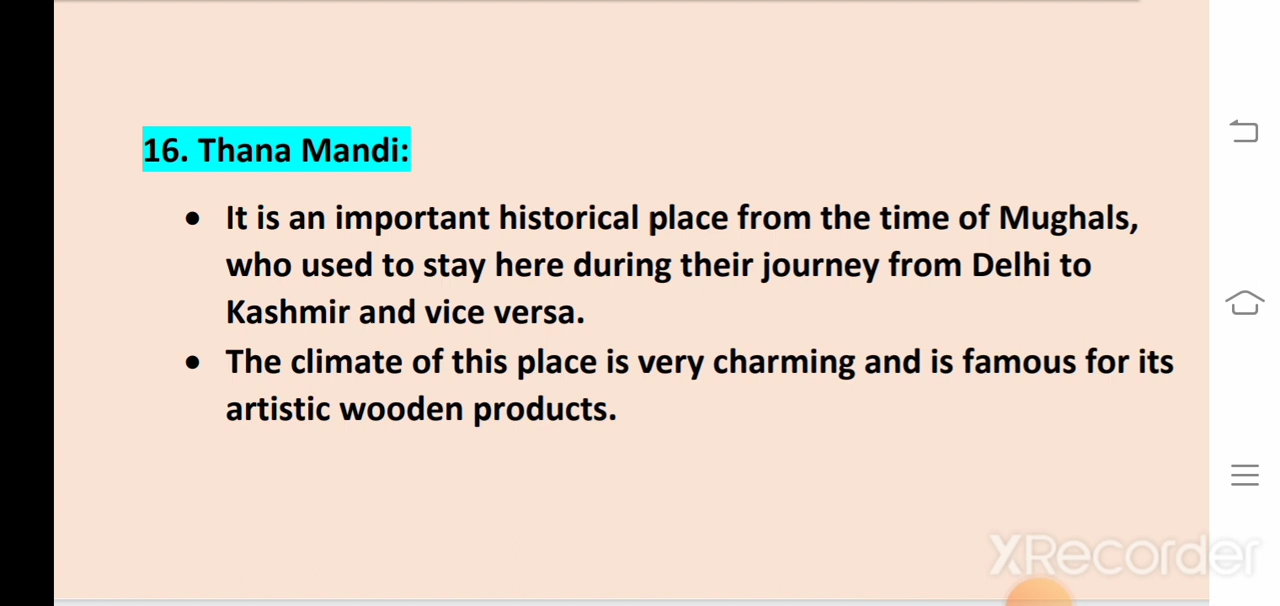 16. Thana Mandi:
• It is an important historical place from the time of Mughals,
who used to stay here during their journey from Delhi to
Kashmir and vice versa.
• The climate of this place is very charming and is famous for its
artistic wooden products.
XRecorder